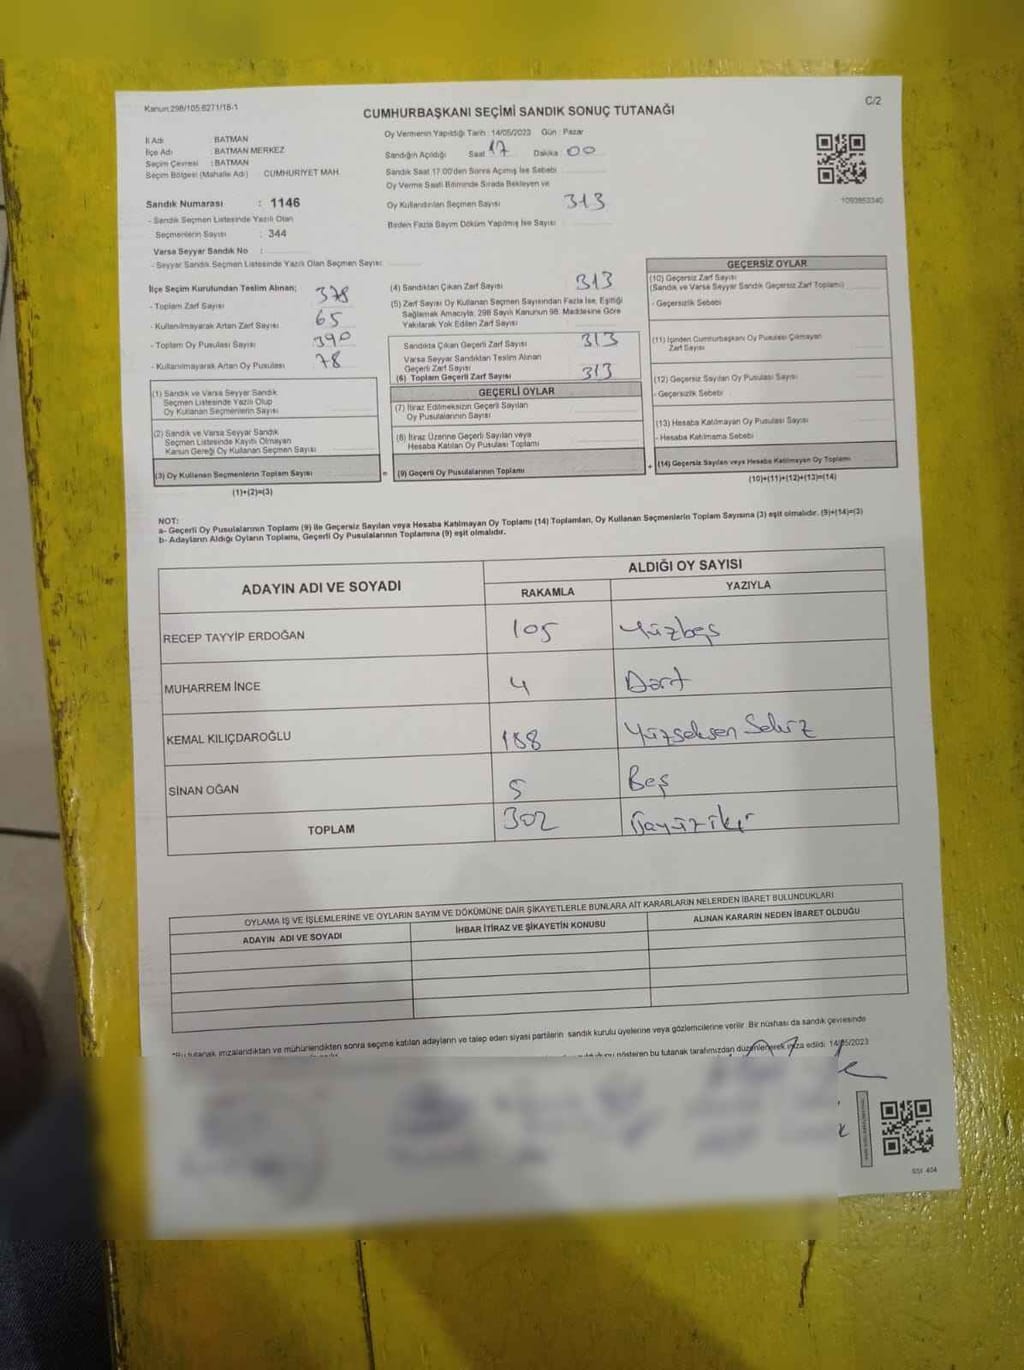 Kanun:298/105 6271/18-1
C/2
CUMHURBAŞKANI SEÇİMİ SANDIK SONUÇ TUTANAĞI
İl Adı BATMAN
İlçe Adı BATMAN MERKEZ
Seçim Çevresi : BATMAN
Seçim Bölgesi (Mahalle Adı) CUMHURİYET MAH.
Oy Vermenin Yapıldığı Tarih : 14/05/2023 Gün : Pazar
Sandığın Açıldığı Saat 17 Dakika 00
Sandık Saat 17.00'den Sonra Açılmış İse Sebebi
Oy Verme Saati Bitiminde Sırada Bekleyen ve
Oy Kullandırılan Seçmen Sayısı 313
Birden Fazla Sayım Döküm Yapılmış İse Sayısı
1093853340
Sandık Numarası : 1146
- Sandık Seçmen Listesinde Yazılı Olan
Seçmenlerin Sayısı : 344
Varsa Seyyar Sandık No :
- Seyyar Sandık Seçmen Listesinde Yazılı Olan Seçmen Sayısı
İlçe Seçim Kurulundan Teslim Alınan;
- Toplam Zarf Sayısı 378
- Kullanılmayarak Artan Zarf Sayısı 65
- Toplam Oy Pusulası Sayısı 390
- Kullanılmayarak Artan Oy Pusulası 78
(4) Sandıktan Çıkan Zarf Sayısı 313
(5) Zarf Sayısı Oy Kullanan Seçmen Sayısından Fazla İse, Eşitliği
Sağlamak Amacıyla, 298 Sayılı Kanunun 98. Maddesine Göre
Yakılarak Yok Edilen Zarf Sayısı
Sandıkta Çıkan Geçerli Zarf Sayısı 313
Varsa Seyyar Sandıktan Teslim Alınan
Geçerli Zarf Sayısı
(6) Toplam Geçerli Zarf Sayısı 313
GEÇERSİZ OYLAR
(10) Geçersiz Zarf Sayısı
(Sandık ve Varsa Seyyar Sandık Geçersiz Zarf Toplamı)
- Geçersizlik Sebebi
(11) İçinden Cumhurbaşkanı Oy Pusulası Çıkmayan
Zarf Sayısı
(12) Geçersiz Sayılan Oy Pusulası Sayısı
- Geçersizlik Sebebi
(13) Hesaba Katılmayan Oy Pusulası Sayısı
- Hesaba Katılmama Sebebi
(14) Geçersiz Sayılan veya Hesaba Katılmayan Oy Toplamı
(10)+(11)+(12)+(13)=(14)
(1) Sandık ve Varsa Seyyar Sandık
Seçmen Listesinde Yazılı Olup
Oy Kullanan Seçmenlerin Sayısı
(2) Sandık ve Varsa Seyyar Sandık
Seçmen Listesinde Kayıtlı Olmayan
Kanun Gereği Oy Kullanan Seçmen Sayısı
(3) Oy Kullanan Seçmenlerin Toplam Sayısı
(1)+(2)=(3)
=
GEÇERLİ OYLAR
(7) İtiraz Edilmeksizin Geçerli Sayılan
Oy Pusulalarının Sayısı
(8) İtiraz Üzerine Geçerli Sayılan veya
Hesaba Katılan Oy Pusulası Toplamı
(9) Geçerli Oy Pusulalarının Toplamı
+
NOT:
a- Geçerli Oy Pusulalarının Toplamı (9) ile Geçersiz Sayılan veya Hesaba Katılmayan Oy Toplamı (14) Toplamları, Oy Kullanan Seçmenlerin Toplam Sayısına (3) eşit olmalıdır. (9)+(14)=(3)
b- Adayların Aldığı Oyların Toplamı, Geçerli Oy Pusulalarının Toplamına (9) eşit olmalıdır.
ADAYIN ADI VE SOYADI
ALDIĞI OY SAYISI
RAKAMLA YAZIYLA
RECEP TAYYİP ERDOĞAN 105 Yüzbeş
MUHARREM İNCE 4 Dört
KEMAL KILIÇDAROĞLU 188 Yüzseksen Sekiz
SİNAN OĞAN 5 Beş
TOPLAM 302 Üçyüziki
OYLAMA İŞ VE İŞLEMLERİNE VE OYLARIN SAYIM VE DÖKÜMÜNE DAİR ŞİKAYETLERLE BUNLARA AİT KARARLARIN NELERDEN İBARET BULUNDUKLARI
ADAYIN ADI VE SOYADI
İHBAR İTİRAZ VE ŞİKAYETİN KONUSU
ALINAN KARARIN NEDEN İBARET OLDUĞU
imzalandıktan ve mühürlendikten sonra seçime katılan adayların ve talep eden siyasi partilerin sandık kurulu üyelerine veya gözlemcilerine verilir. Bir nüshası da sandık çevresinde
gösteren bu tutanak tarafımızdan düzenlenerek imza edildi. 14/05/2023
SSI 404